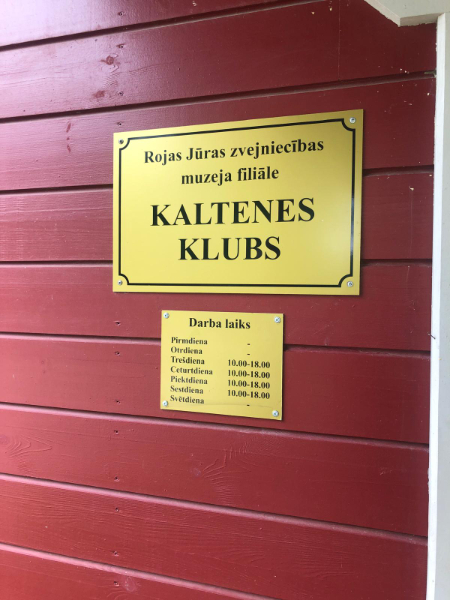 Rojas Jūras zvejniecības
muzeja filiāle
KALTENES
KLUBS
Darba laiks
Pirmdiena -
Otrdiena -
Trešdiena 10.00-18.00
Ceturtdiena 10.00-18.00
Piektdiena 10.00-18.00
Sestdiena 10.00-18.00
Svētdiena -